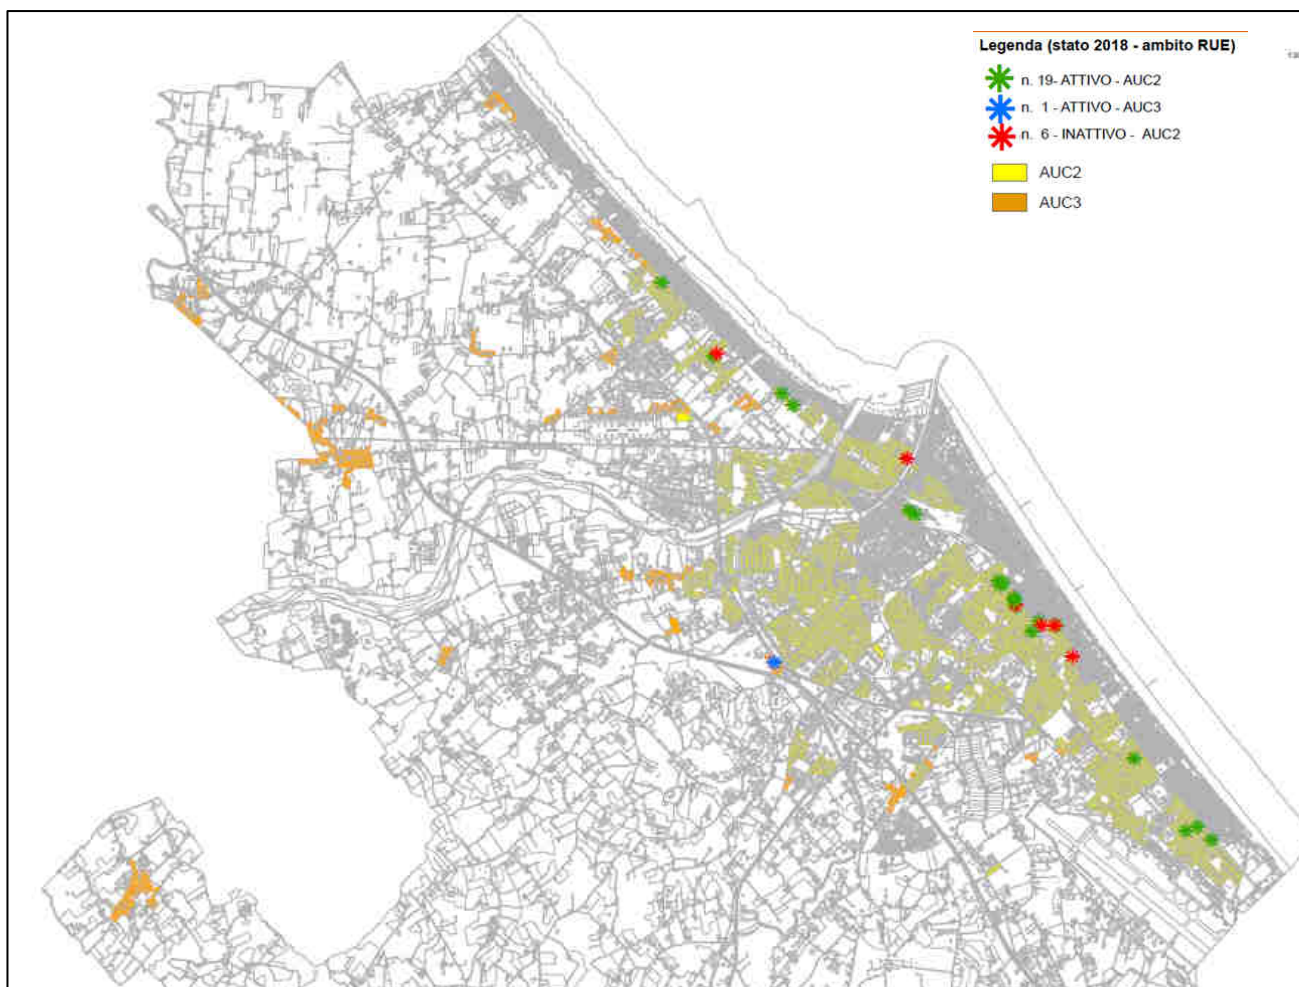 Legenda (stato 2018 - ambito RUE)
n. 19- ATTIVO - AUC2
n. 1 - ATTIVO - AUC3
n. 6 - INATTIVO - AUC2
AUC2
AUC3